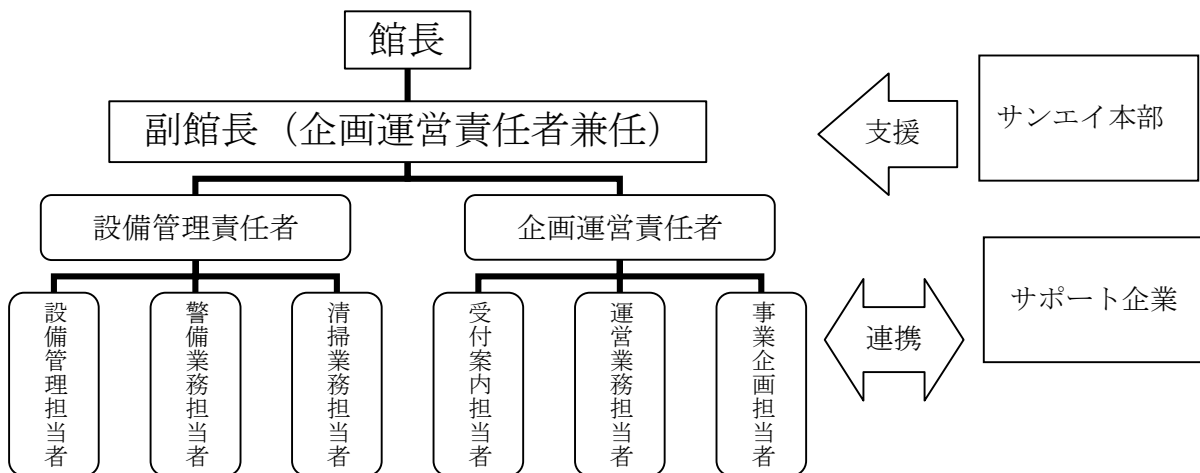 館長
副館長（企画運営責任者兼任）
支援
サンエイ本部
設備管理責任者
企画運営責任者
設備管理担当者
警備業務担当者
清掃業務担当者
受付案内担当者
運営業務担当者
事業企画担当者
連携
サポート企業